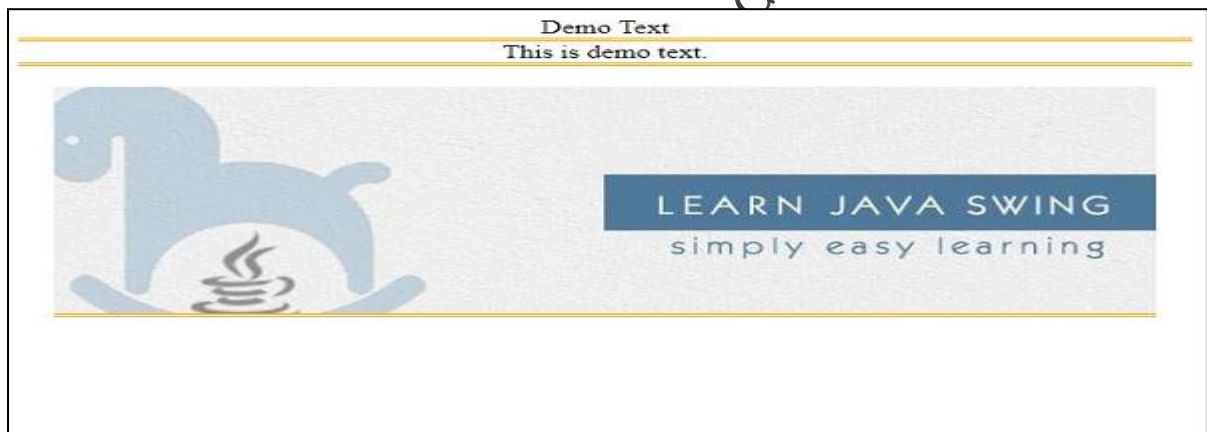 Demo Text
This is demo text.
LEARN JAVA SWING
simply easy learning